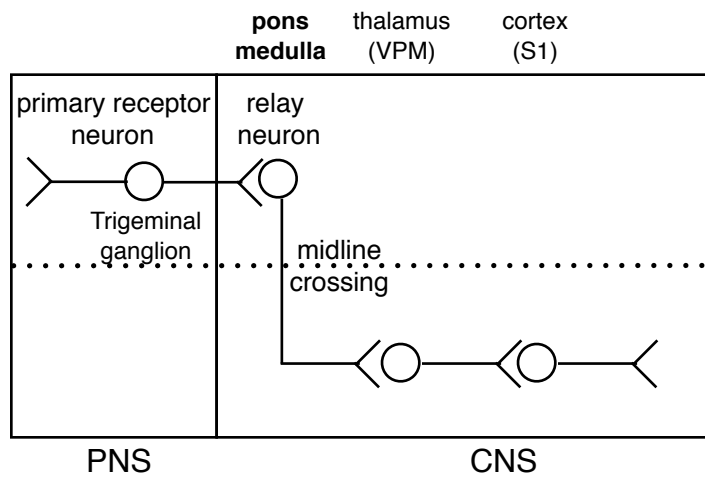 pons
medulla
thalamus
(VPM)
cortex
(S1)
primary receptor
neuron
relay
neuron
Trigeminal
ganglion
midline
crossing
PNS
CNS